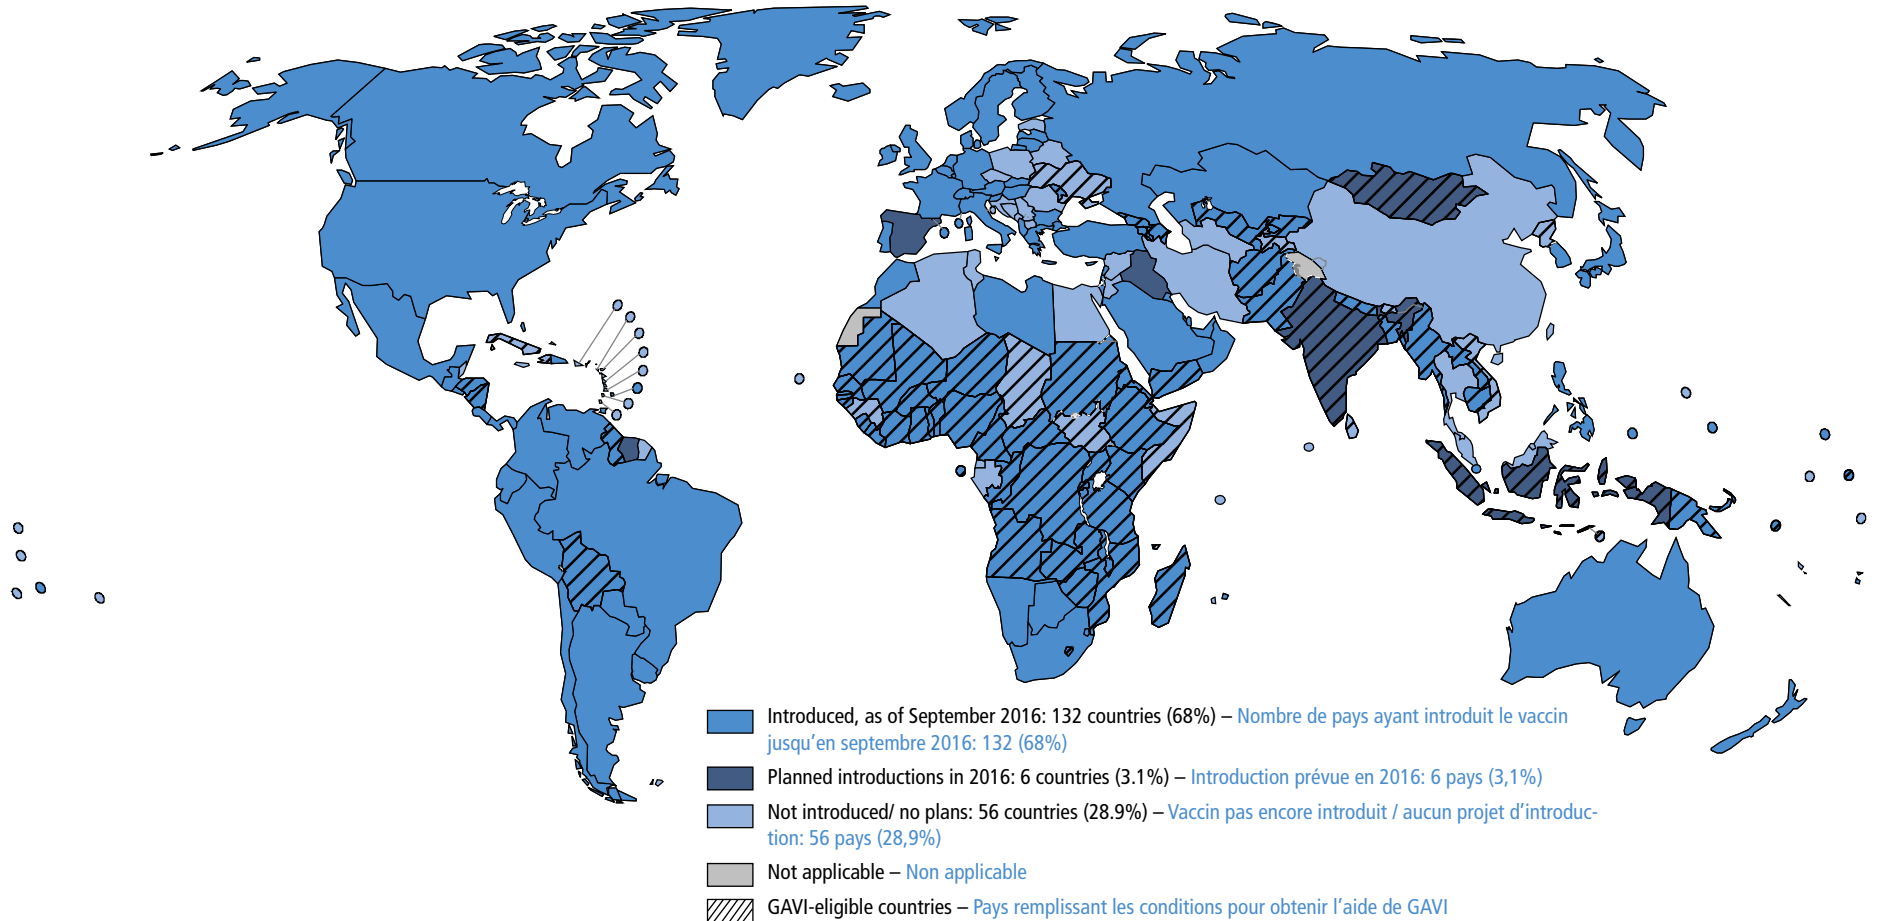 Introduced, as of September 2016: 132 countries (68%) – Nombre de pays ayant introduit le vaccin
jusqu’en septembre 2016: 132 (68%)
Planned introductions in 2016: 6 countries (3.1%) – Introduction prévue en 2016: 6 pays (3,1%)
Not introduced/ no plans: 56 countries (28.9%) – Vaccin pas encore introduit / aucun projet d’introduc-
tion: 56 pays (28,9%)
Not applicable – Non applicable
GAVI-eligible countries – Pays remplissant les conditions pour obtenir l’aide de GAVI